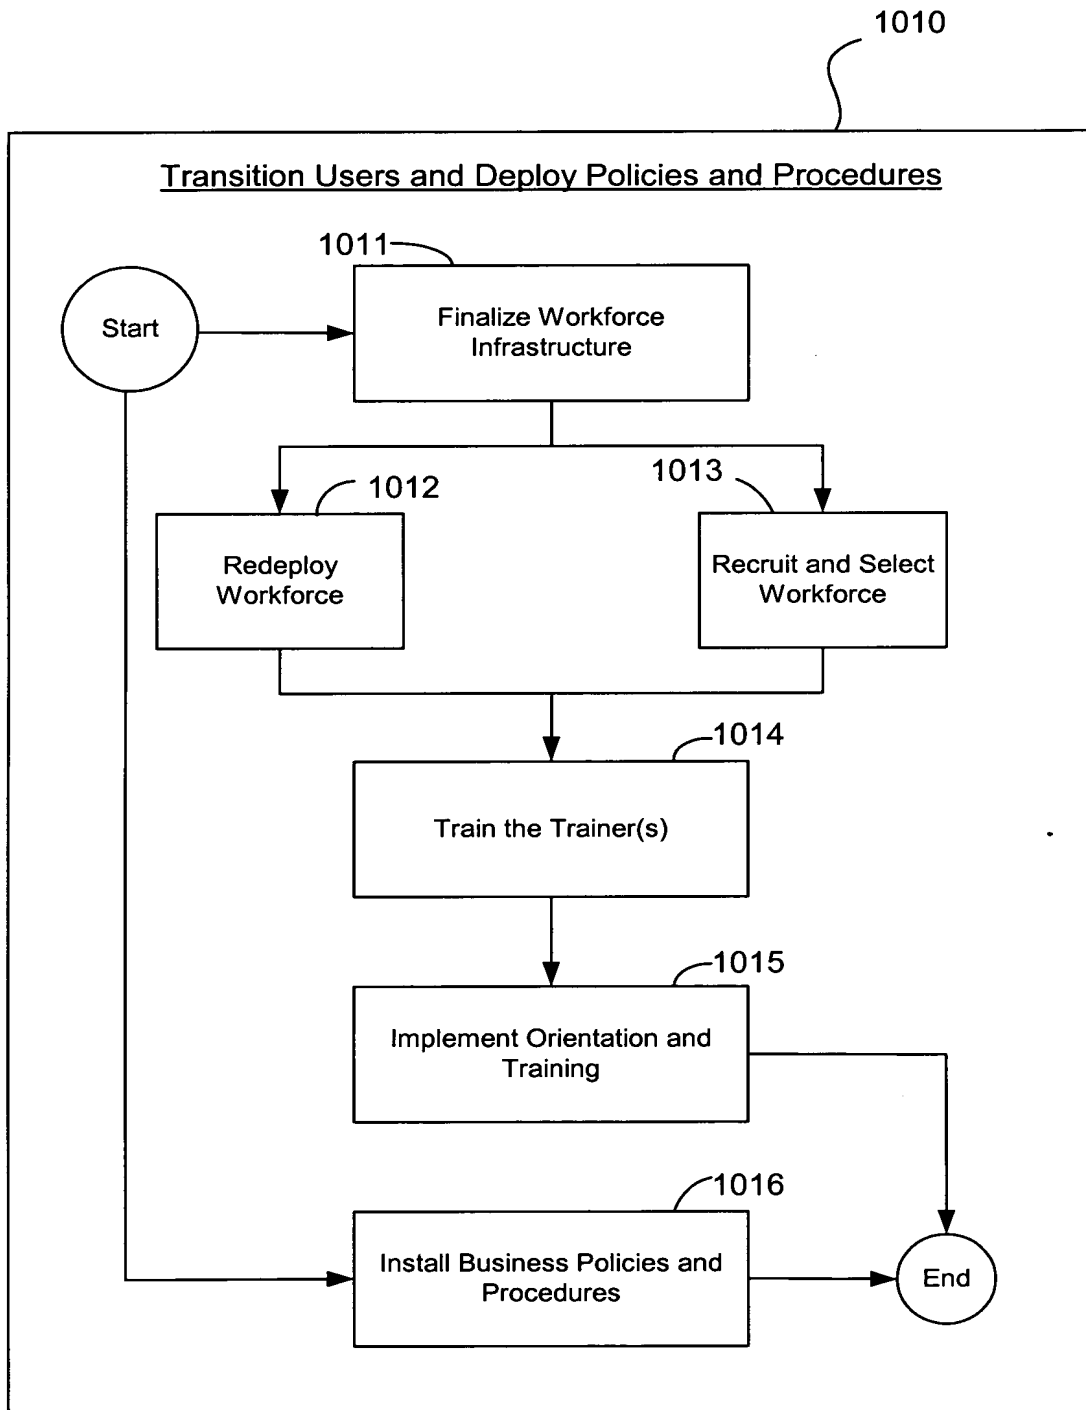 1010
Transition Users and Deploy Policies and Procedures
1011
Start
Finalize Workforce
Infrastructure
1012
1013
Redeploy
Workforce
Recruit and Select
Workforce
1014
Train the Trainer(s)
1015
Implement Orientation and
Training
1016
Install Business Policies and
Procedures
End